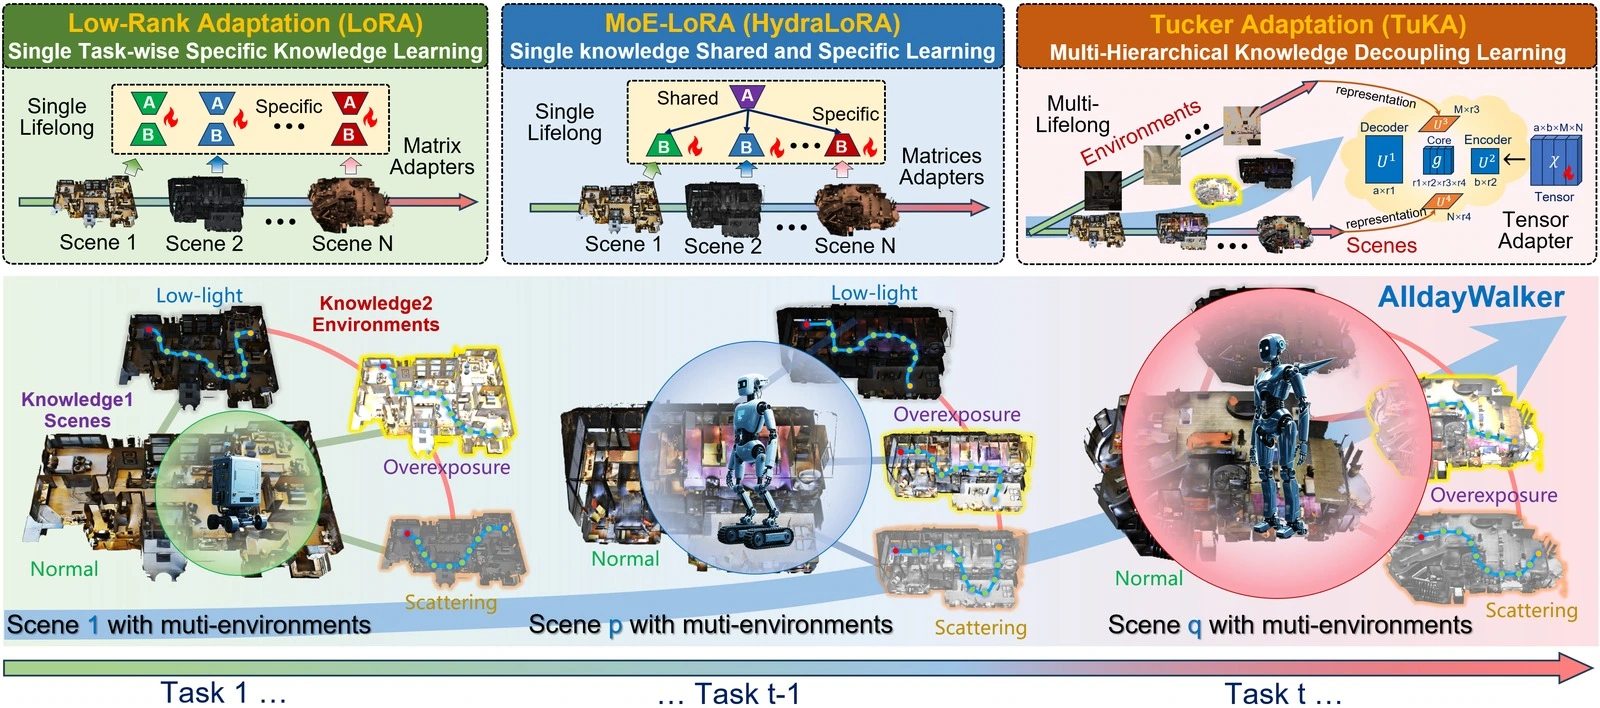 Low-Rank Adaptation (LoRA)
Single Task-wise Specific Knowledge Learning
Single
Lifelong
A
A
Specific
A
B
B
...
B
Matrix
Adapters
Scene 1
Scene 2
...
Scene N
MoE-LoRA (HydraLoRA)
Single knowledge Shared and Specific Learning
Single
Lifelong
Shared
A
Specific
B
B
...
B
Matrices
Adapters
Scene 1
Scene 2
...
Scene N
Tucker Adaptation (TuKA)
Multi-Hierarchical Knowledge Decoupling Learning
Multi-
Lifelong
Environments
...
representation
M×r3
U³
Decoder
U¹
a×r1
Core
g
r1×r2×r3×r4
Encoder
U²
b×r2
a×b×M×N
χ
Tensor
U⁴
N×r4
representation
...
Scenes
Tensor
Adapter
Low-light
Knowledge2
Environments
Knowledge1
Scenes
Overexposure
Normal
Scattering
Scene 1 with muti-environments
Low-light
Overexposure
Normal
Scattering
Scene p with muti-environments
AlldayWalker
Overexposure
Normal
Scattering
Scene q with muti-environments
Task 1 ...
... Task t-1
Task t ...